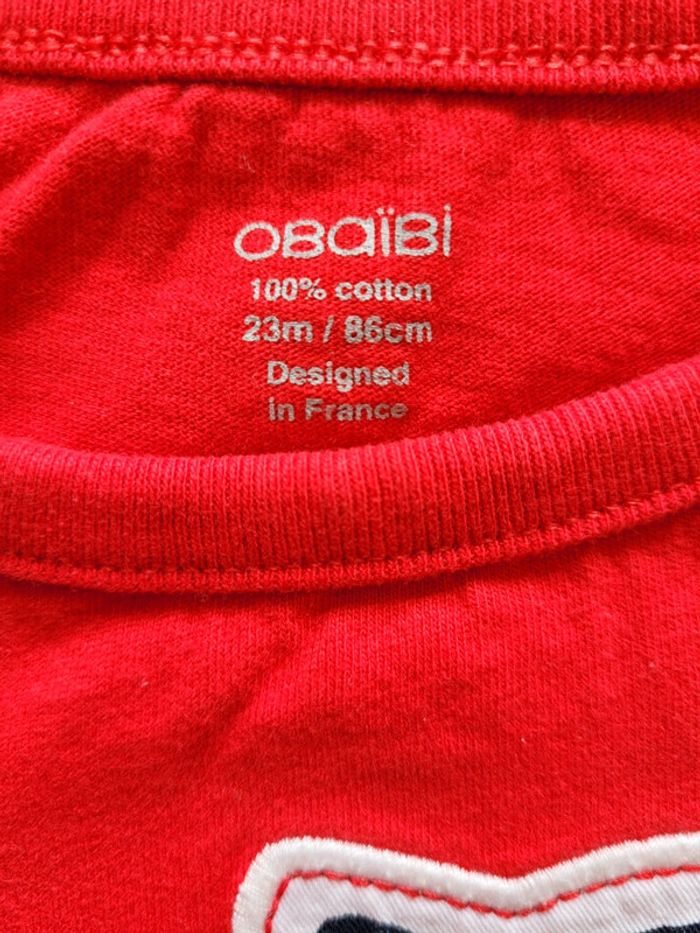 OBaïBi
100% cotton
23m / 86cm
Designed
in France